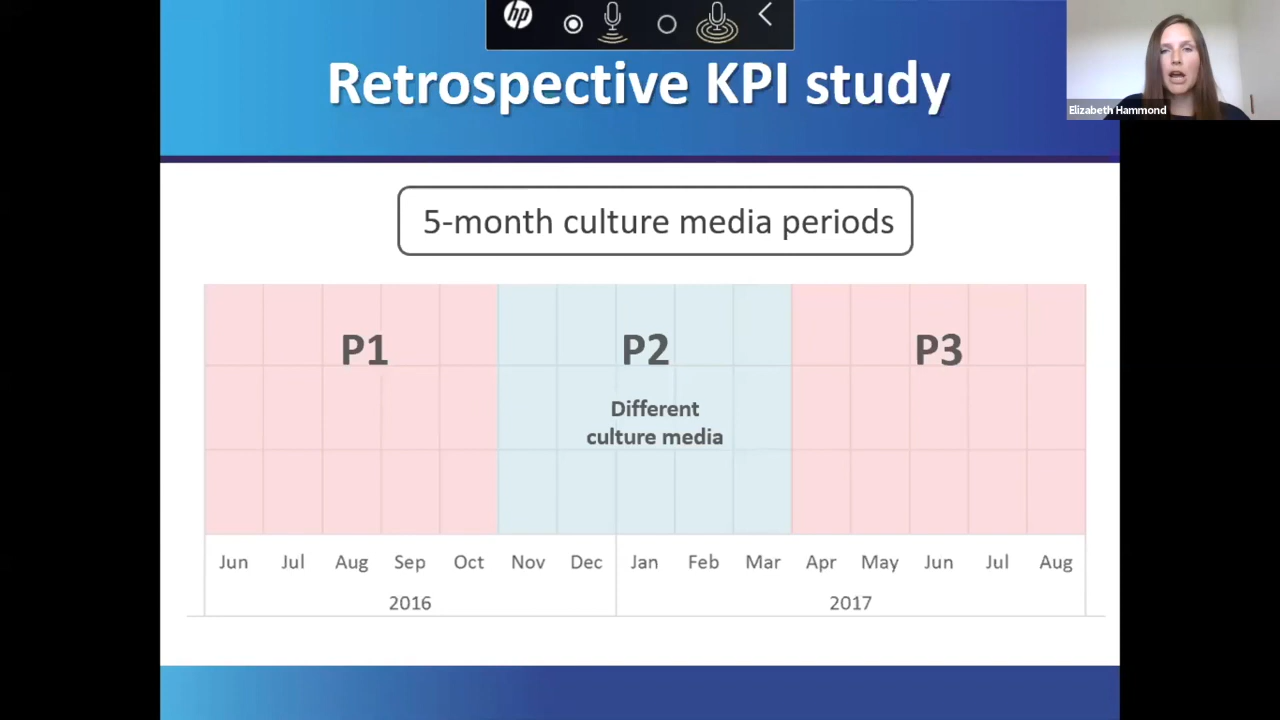 hp
Retrospective KPI study
Elizabeth Hammond
5-month culture media periods
P1 P2 P3
Different
culture media
Jun Jul Aug Sep Oct Nov Dec Jan Feb Mar Apr May Jun Jul Aug
2016 2017